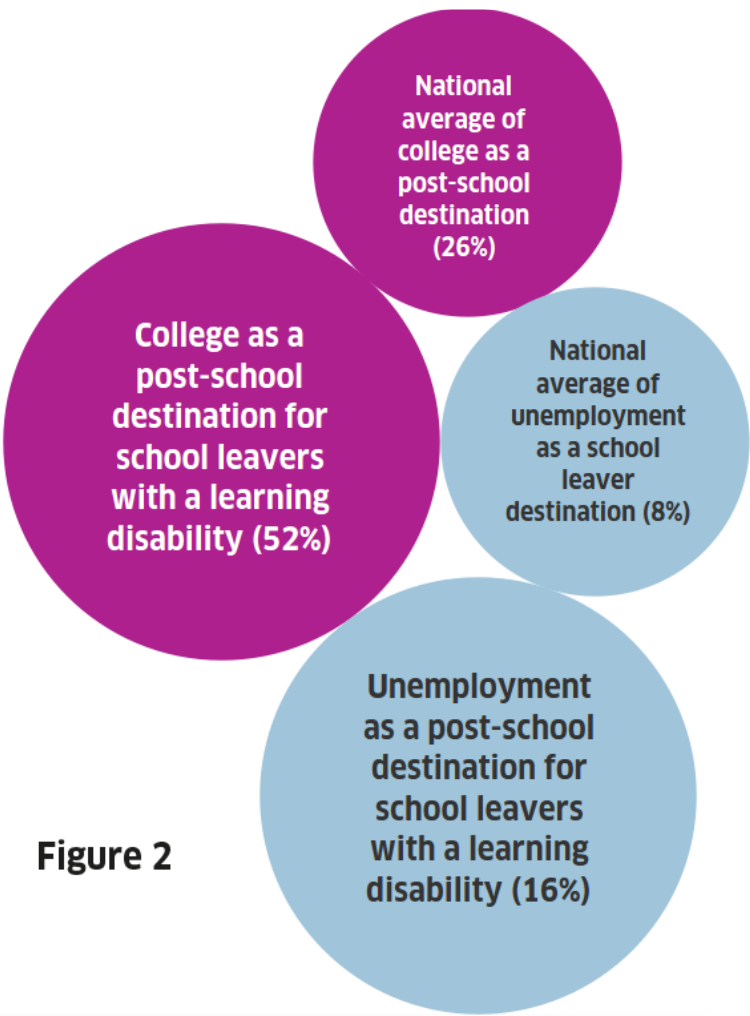 National
average of
college as a
post-school
destination
(26%)
College as a
post-school
destination for
school leavers
with a learning
disability (52%)
National
average of
unemployment
as a school
leaver
destination (8%)
Unemployment
as a post-school
destination for
school leavers
with a learning
disability (16%)
Figure 2